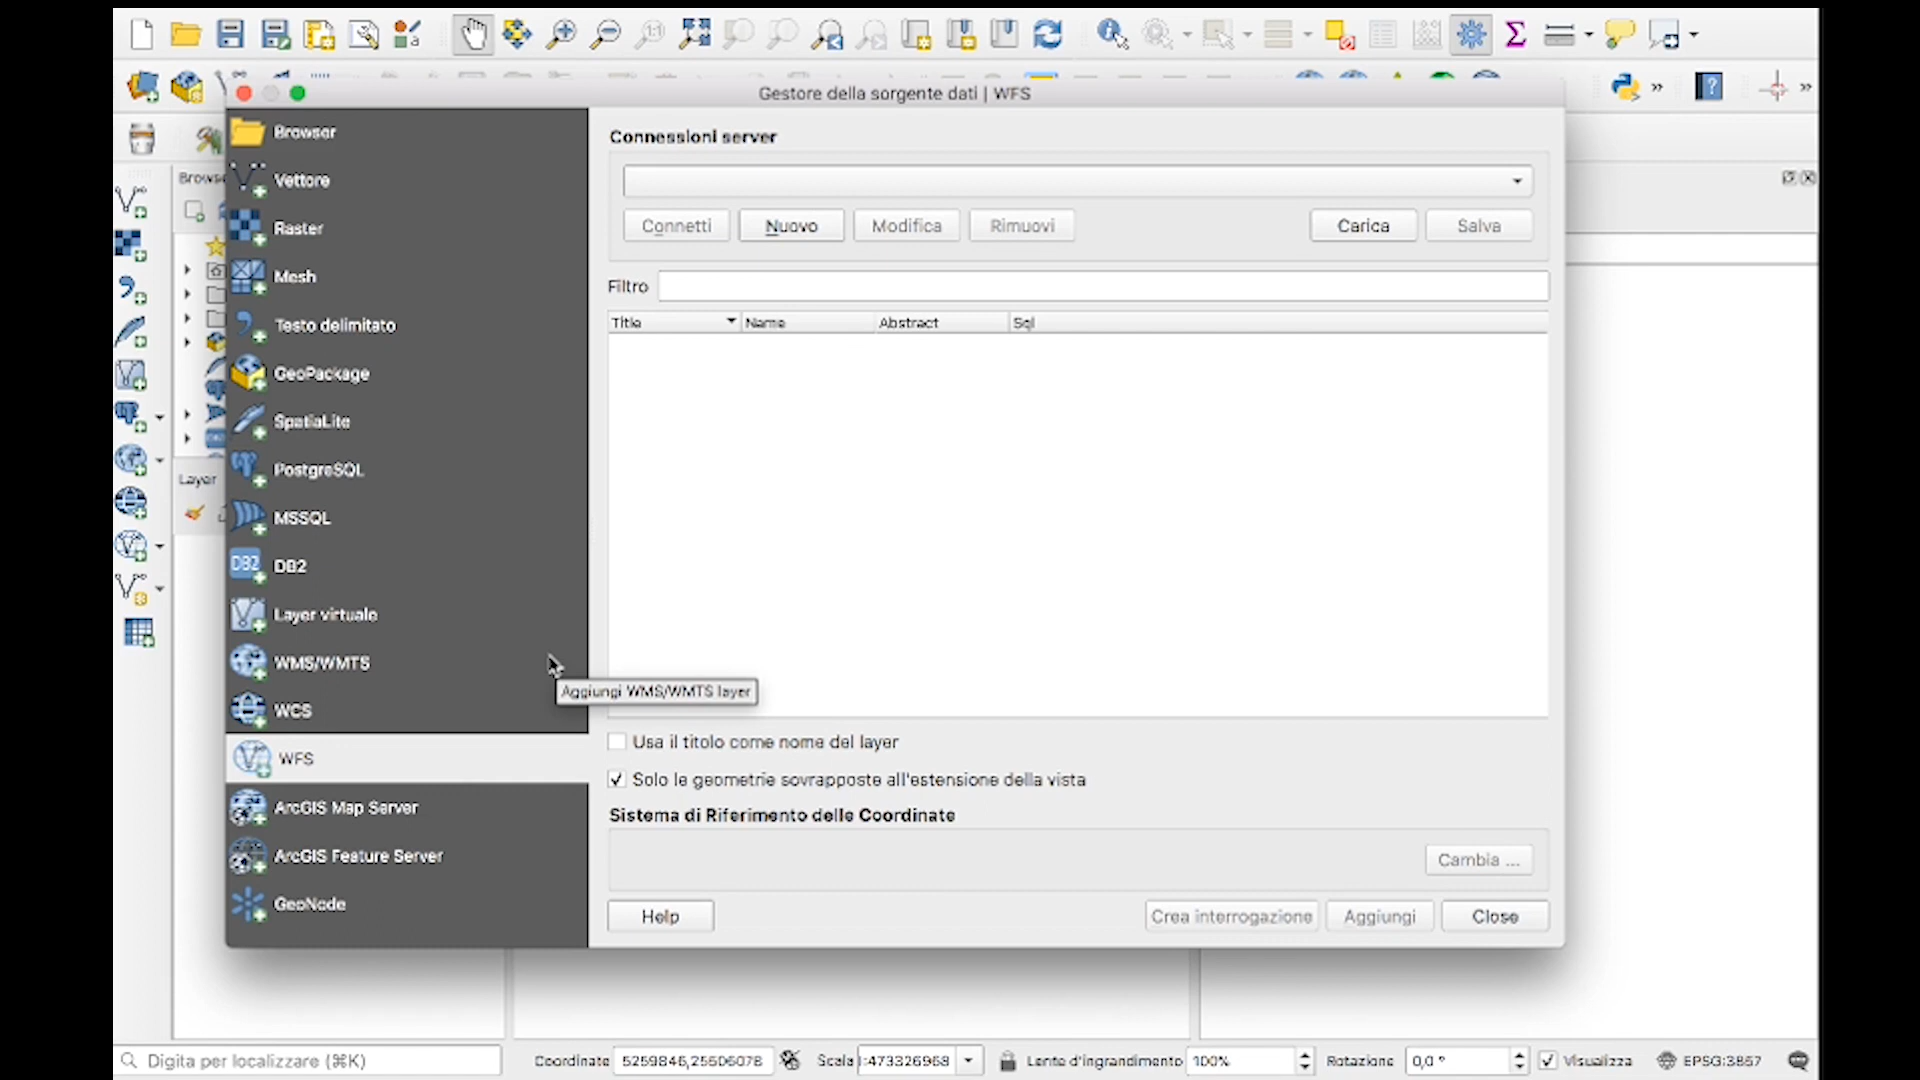 Gestore della sorgente dati | WFS
Browser
Vettore
Raster
Mesh
Testo delimitato
GeoPackage
SpatiaLite
PostgreSQL
MSSQL
DB2
DB2
Layer virtuale
WMS/WMTS
WCS
WFS
ArcGIS Map Server
ArcGIS Feature Server
GeoNode
Connessioni server
Connetti
Nuovo
Modifica
Rimuovi
Carica
Salva
Filtro
Title Name Abstract Sql
Aggiungi WMS/WMTS layer
Usa il titolo come nome del layer
Solo le geometrie sovrapposte all'estensione della vista
Sistema di Riferimento delle Coordinate
Cambia ...
Help
Crea interrogazione
Aggiungi
Close
Layer
Digita per localizzare (⌘K)
Coordinate
Scala
:473326968
Lente d'ingrandimento 100%
Rotazione 0,0 °
Visualizza
EPSG:3857